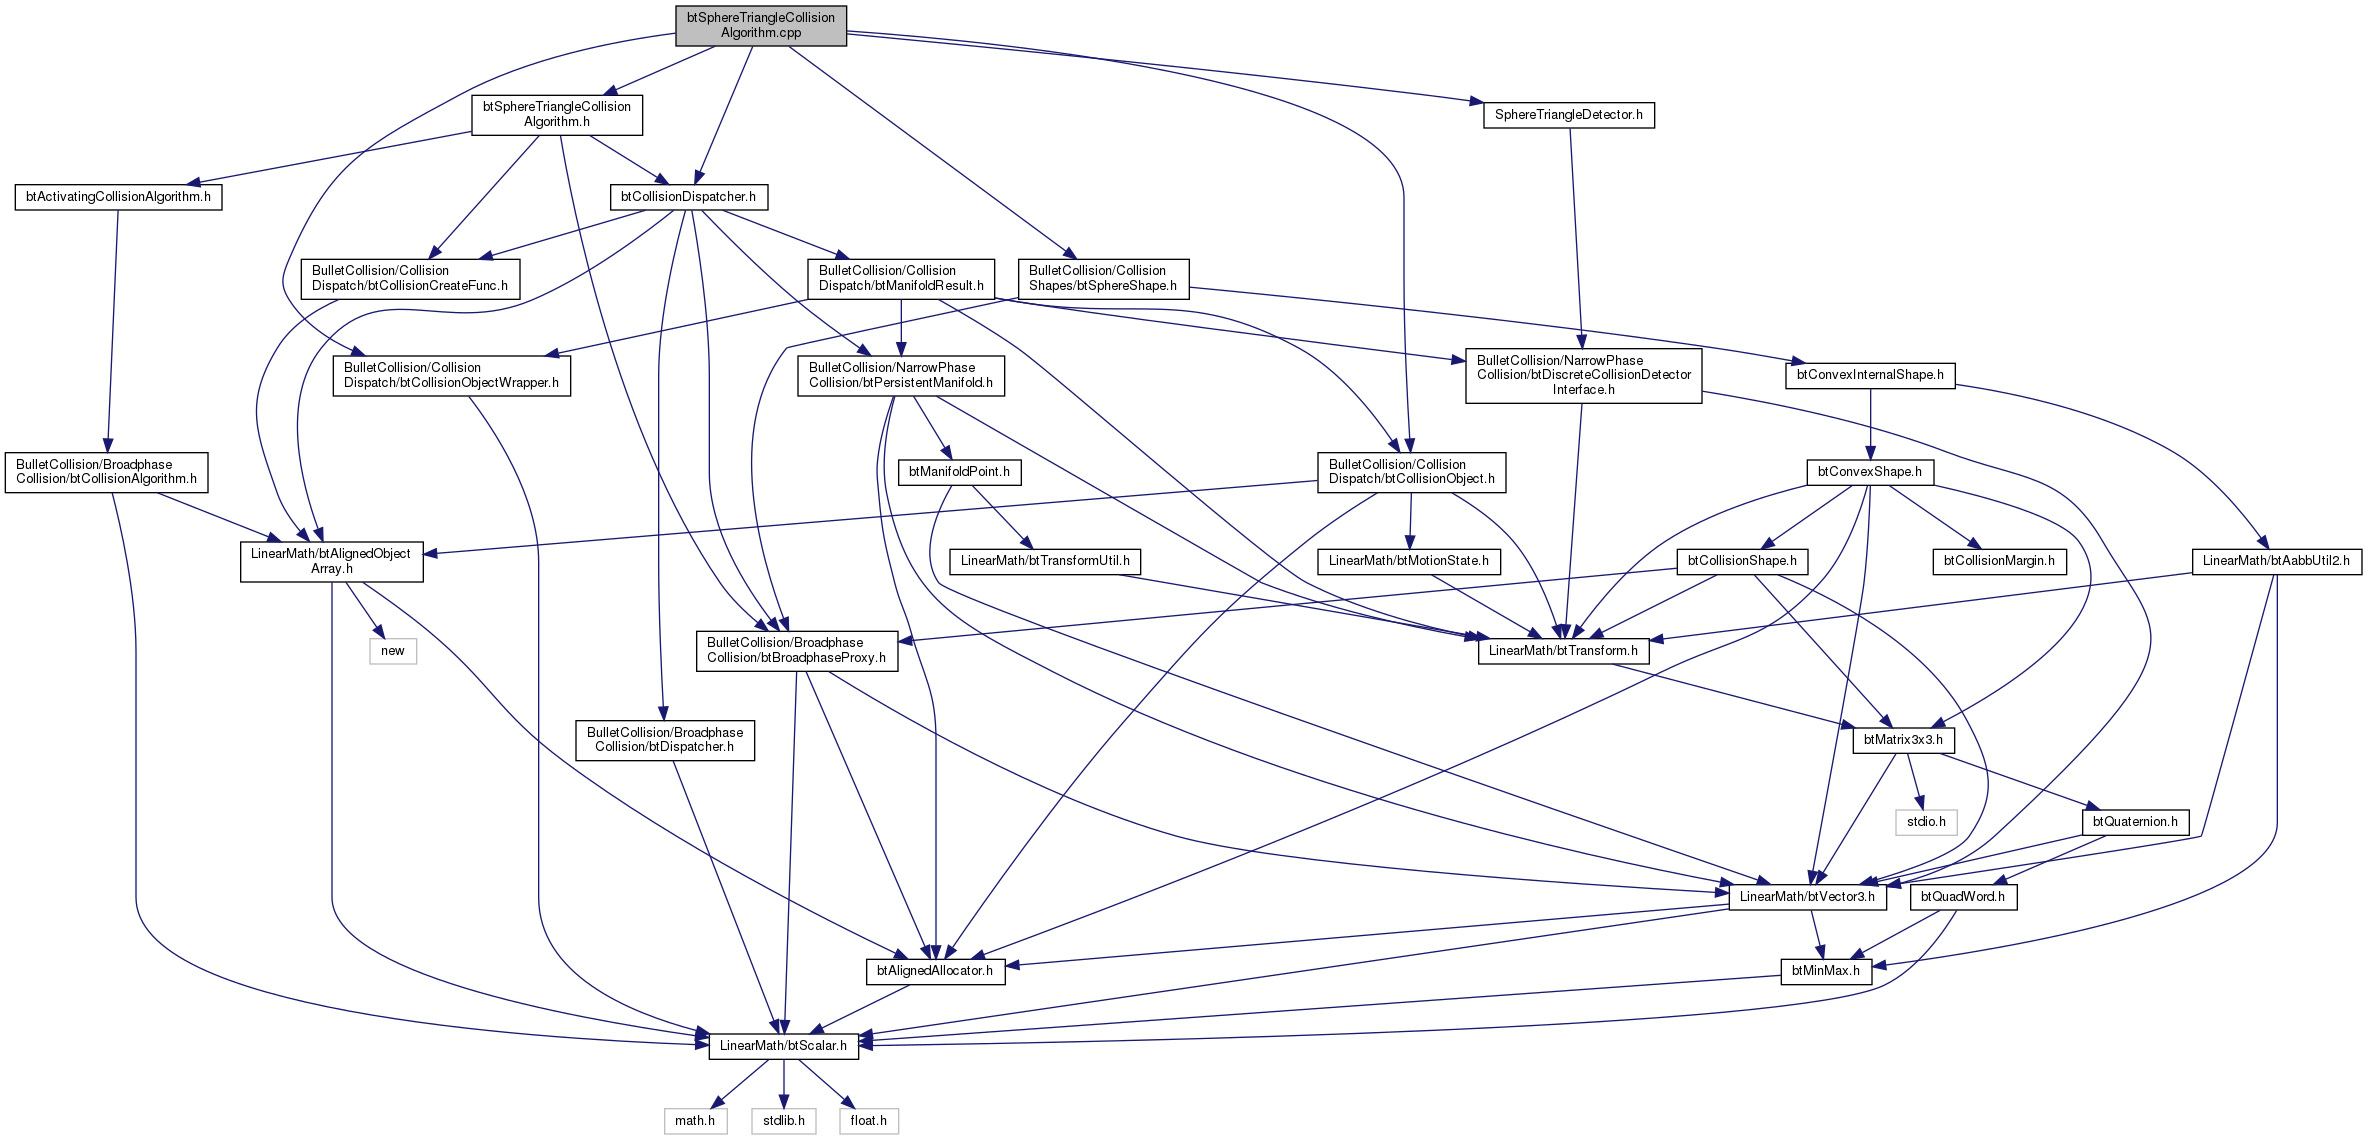 btSphereTriangleCollision
Algorithm.cpp
btSphereTriangleCollision
Algorithm.h
SphereTriangleDetector.h
btActivatingCollisionAlgorithm.h
btCollisionDispatcher.h
BulletCollision/Collision
Dispatch/btCollisionCreateFunc.h
BulletCollision/Collision
Dispatch/btManifoldResult.h
BulletCollision/Collision
Shapes/btSphereShape.h
BulletCollision/Collision
Dispatch/btCollisionObjectWrapper.h
BulletCollision/NarrowPhase
Collision/btPersistentManifold.h
BulletCollision/NarrowPhase
Collision/btDiscreteCollisionDetector
Interface.h
btConvexInternalShape.h
BulletCollision/Broadphase
Collision/btCollisionAlgorithm.h
btManifoldPoint.h
BulletCollision/Collision
Dispatch/btCollisionObject.h
btConvexShape.h
LinearMath/btAlignedObject
Array.h
LinearMath/btTransformUtil.h
LinearMath/btMotionState.h
btCollisionShape.h
btCollisionMargin.h
LinearMath/btAabbUtil2.h
new
BulletCollision/Broadphase
Collision/btBroadphaseProxy.h
LinearMath/btTransform.h
BulletCollision/Broadphase
Collision/btDispatcher.h
btMatrix3x3.h
stdio.h
btQuaternion.h
LinearMath/btVector3.h
btQuadWord.h
btAlignedAllocator.h
btMinMax.h
LinearMath/btScalar.h
math.h
stdlib.h
float.h